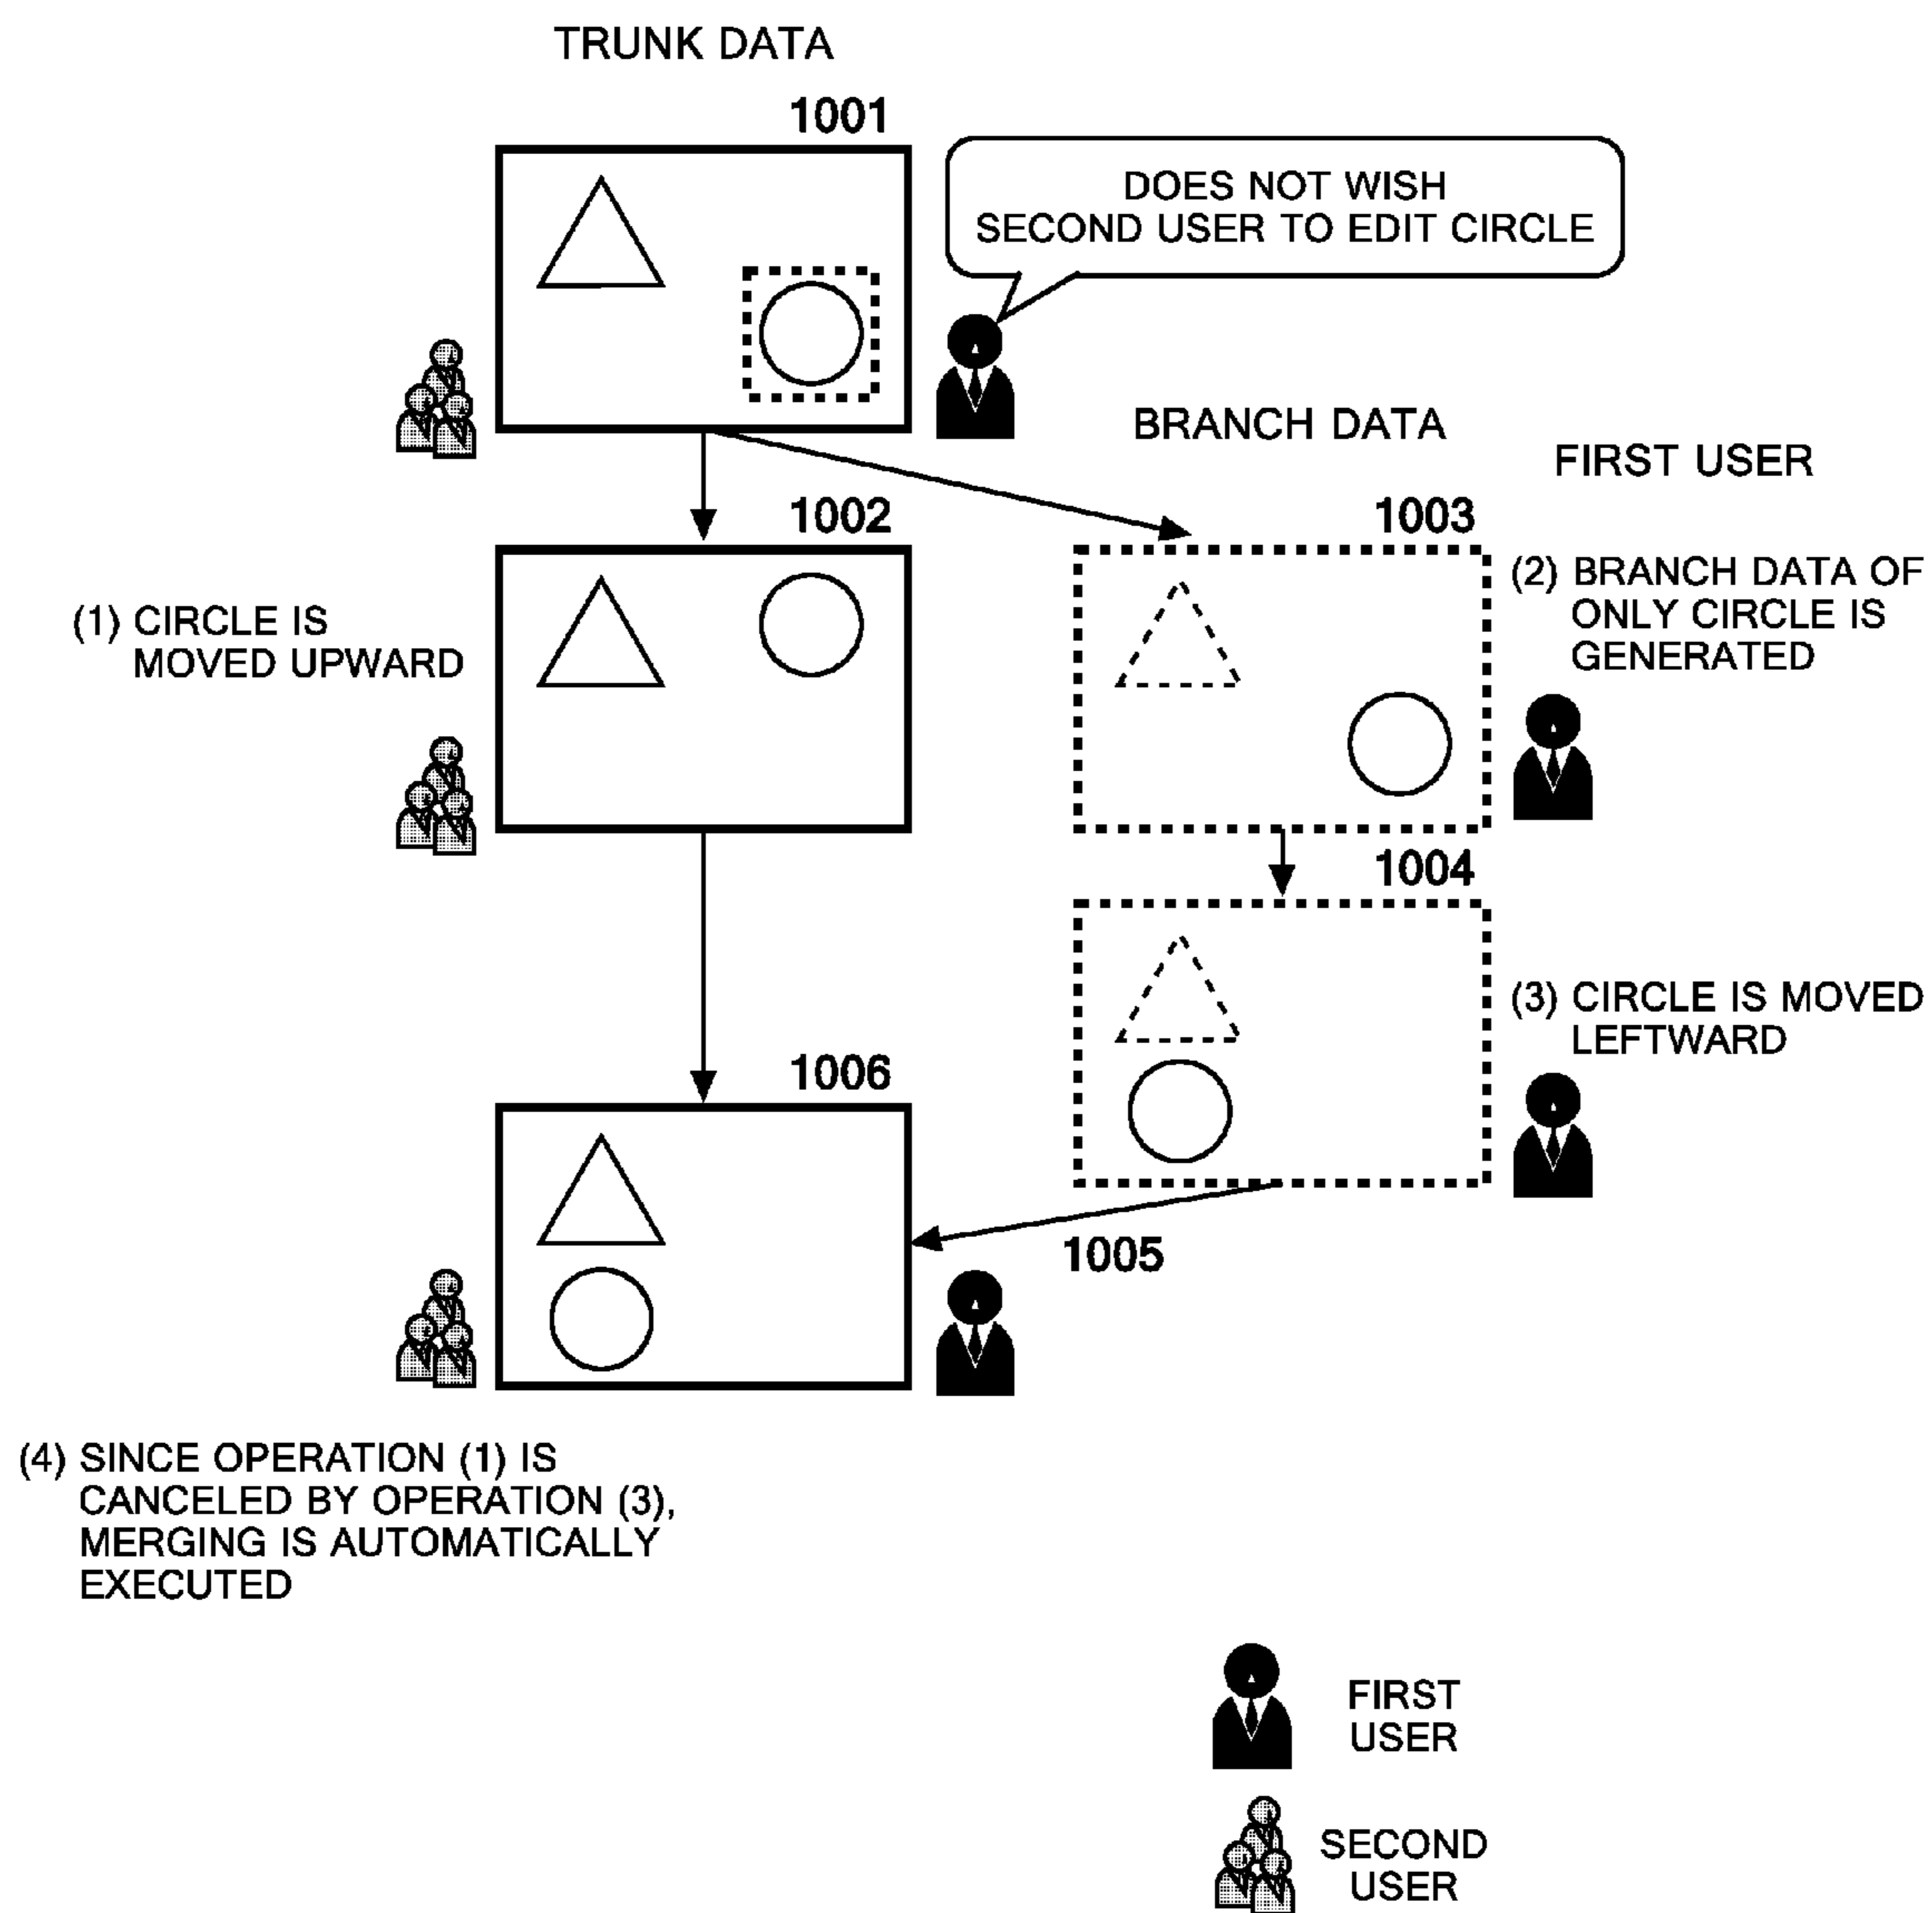 TRUNK DATA
1001
DOES NOT WISH
SECOND USER TO EDIT CIRCLE
BRANCH DATA
FIRST USER
1002
1003
(1) CIRCLE IS
MOVED UPWARD
(2) BRANCH DATA OF
ONLY CIRCLE IS
GENERATED
1004
(3) CIRCLE IS MOVED
LEFTWARD
1006
1005
(4) SINCE OPERATION (1) IS
CANCELED BY OPERATION (3),
MERGING IS AUTOMATICALLY
EXECUTED
FIRST
USER
SECOND
USER